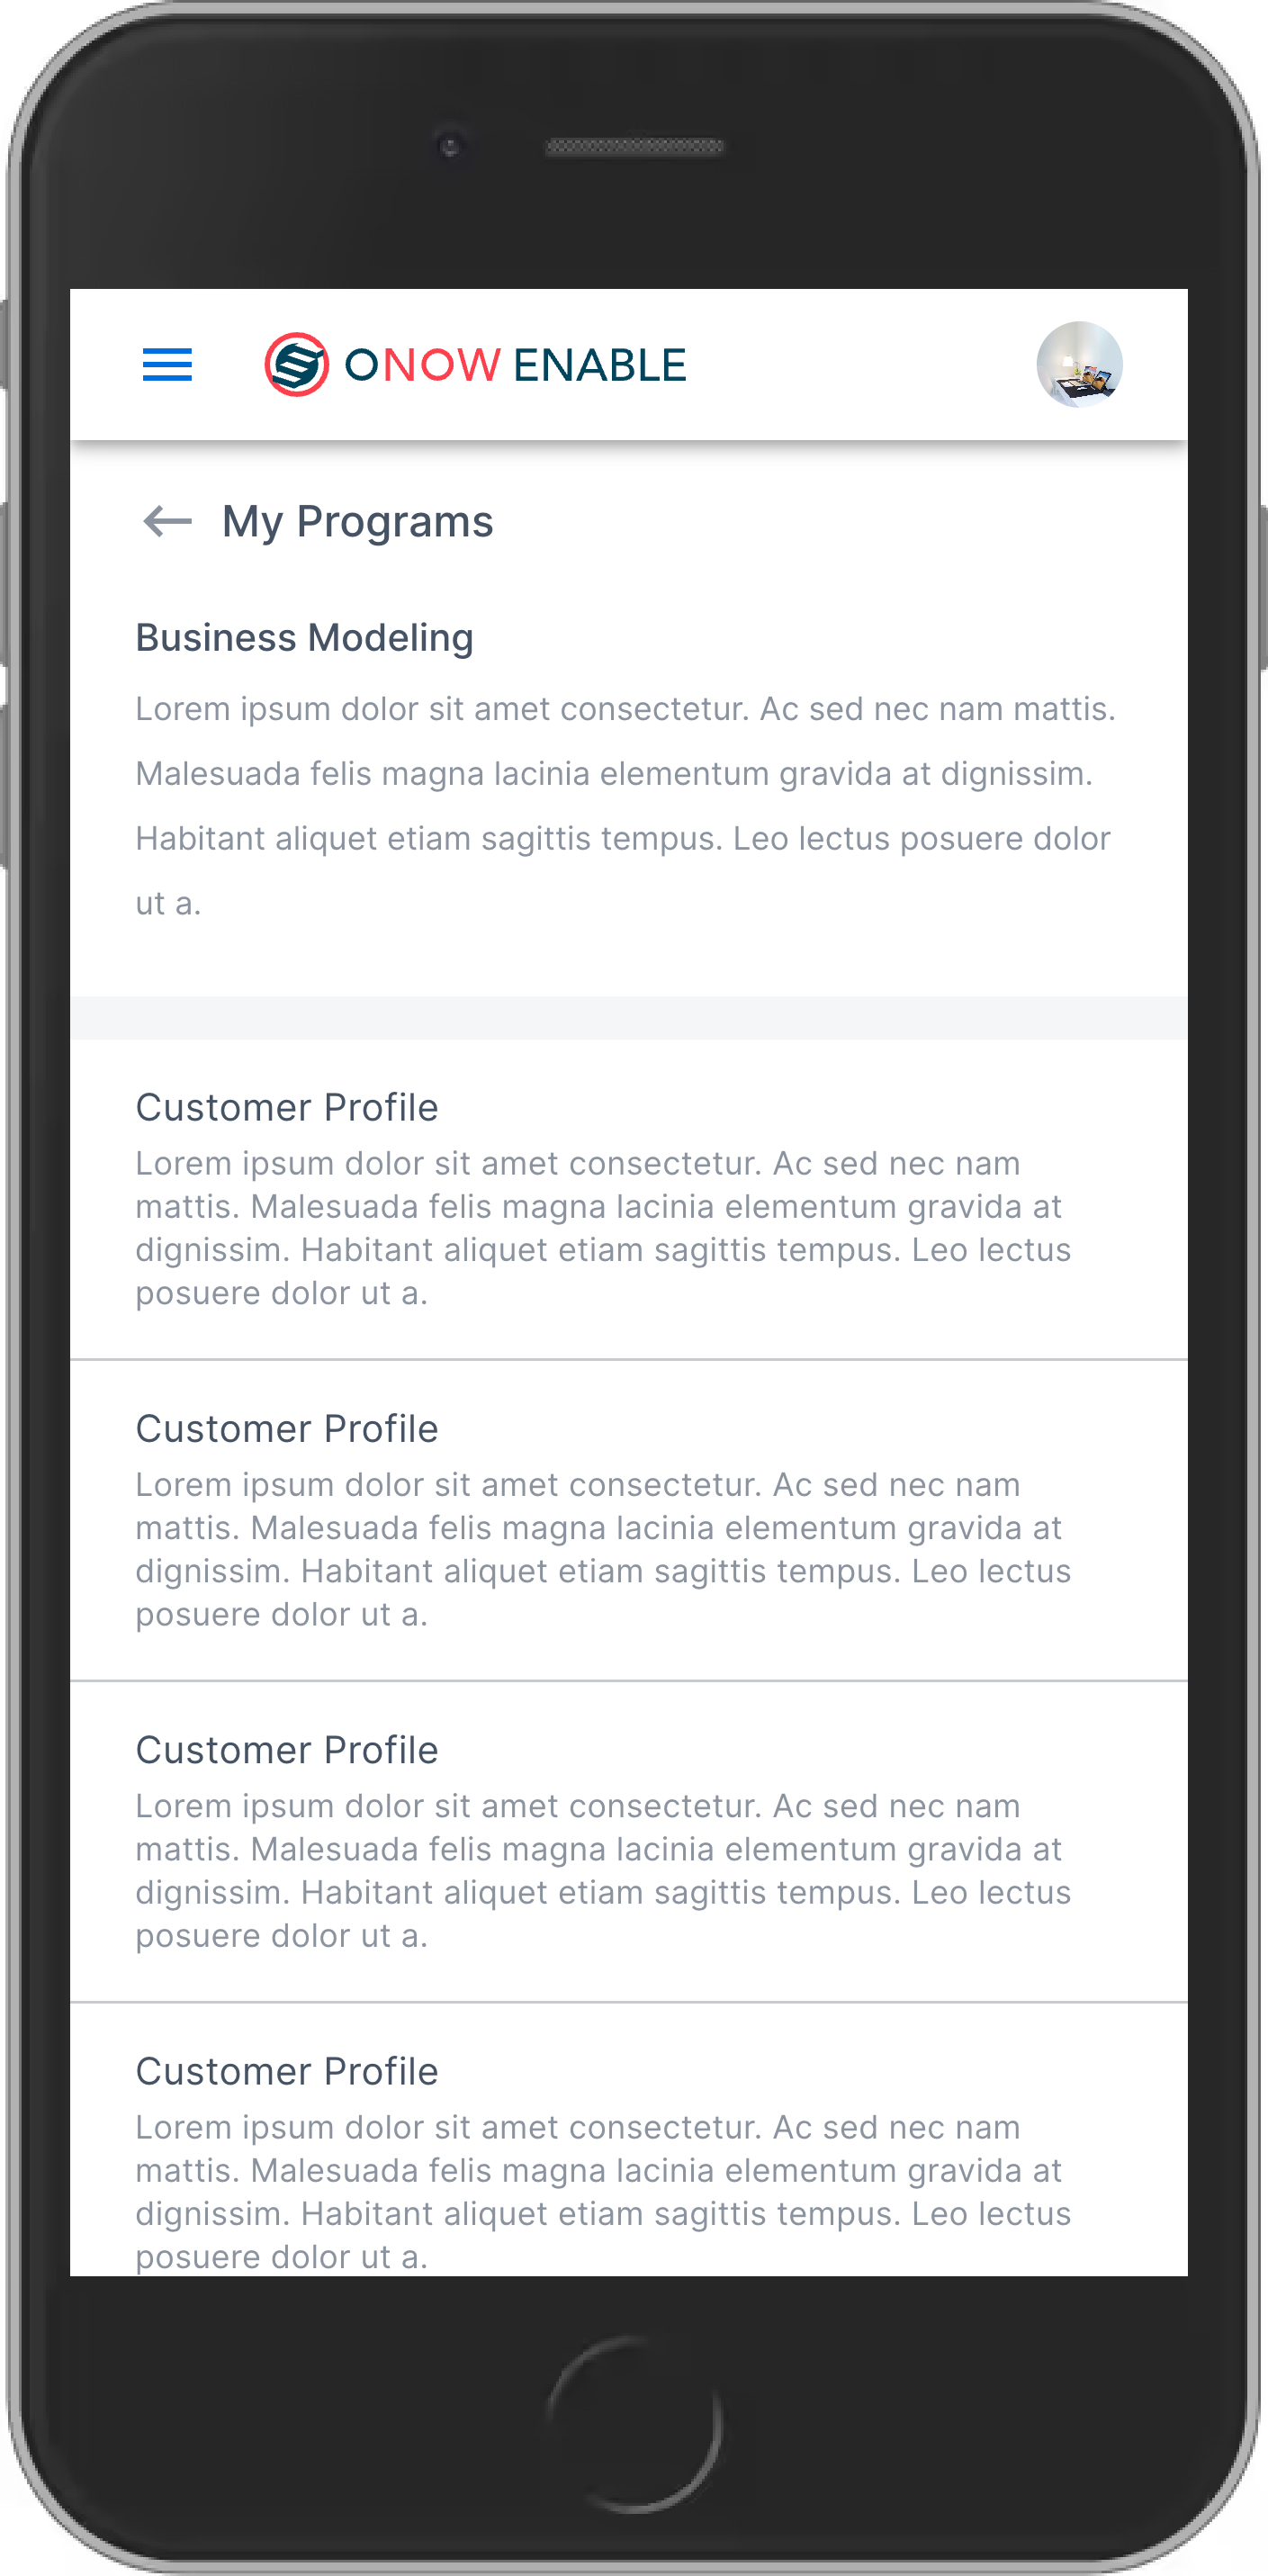 ONOW ENABLE
My Programs
Business Modeling
Lorem ipsum dolor sit amet consectetur. Ac sed nec nam mattis.
Malesuada felis magna lacinia elementum gravida at dignissim.
Habitant aliquet etiam sagittis tempus. Leo lectus posuere dolor
ut a.
Customer Profile
Lorem ipsum dolor sit amet consectetur. Ac sed nec nam
mattis. Malesuada felis magna lacinia elementum gravida at
dignissim. Habitant aliquet etiam sagittis tempus. Leo lectus
posuere dolor ut a.
Customer Profile
Lorem ipsum dolor sit amet consectetur. Ac sed nec nam
mattis. Malesuada felis magna lacinia elementum gravida at
dignissim. Habitant aliquet etiam sagittis tempus. Leo lectus
posuere dolor ut a.
Customer Profile
Lorem ipsum dolor sit amet consectetur. Ac sed nec nam
mattis. Malesuada felis magna lacinia elementum gravida at
dignissim. Habitant aliquet etiam sagittis tempus. Leo lectus
posuere dolor ut a.
Customer Profile
Lorem ipsum dolor sit amet consectetur. Ac sed nec nam
mattis. Malesuada felis magna lacinia elementum gravida at
dignissim. Habitant aliquet etiam sagittis tempus. Leo lectus
posuere dolor ut a.